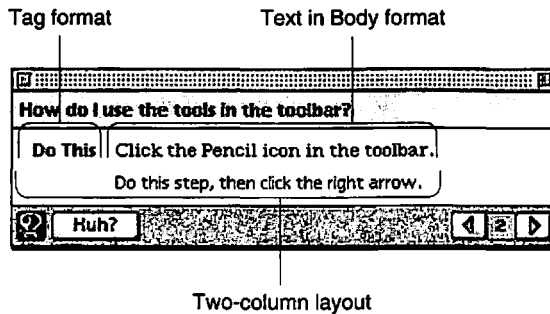 Tag format Text in Body format
How do I use the tools in the toolbar?
Do This Click the Pencil icon in the toolbar.
Do this step, then click the right arrow.
Huh? 2
Two-column layout